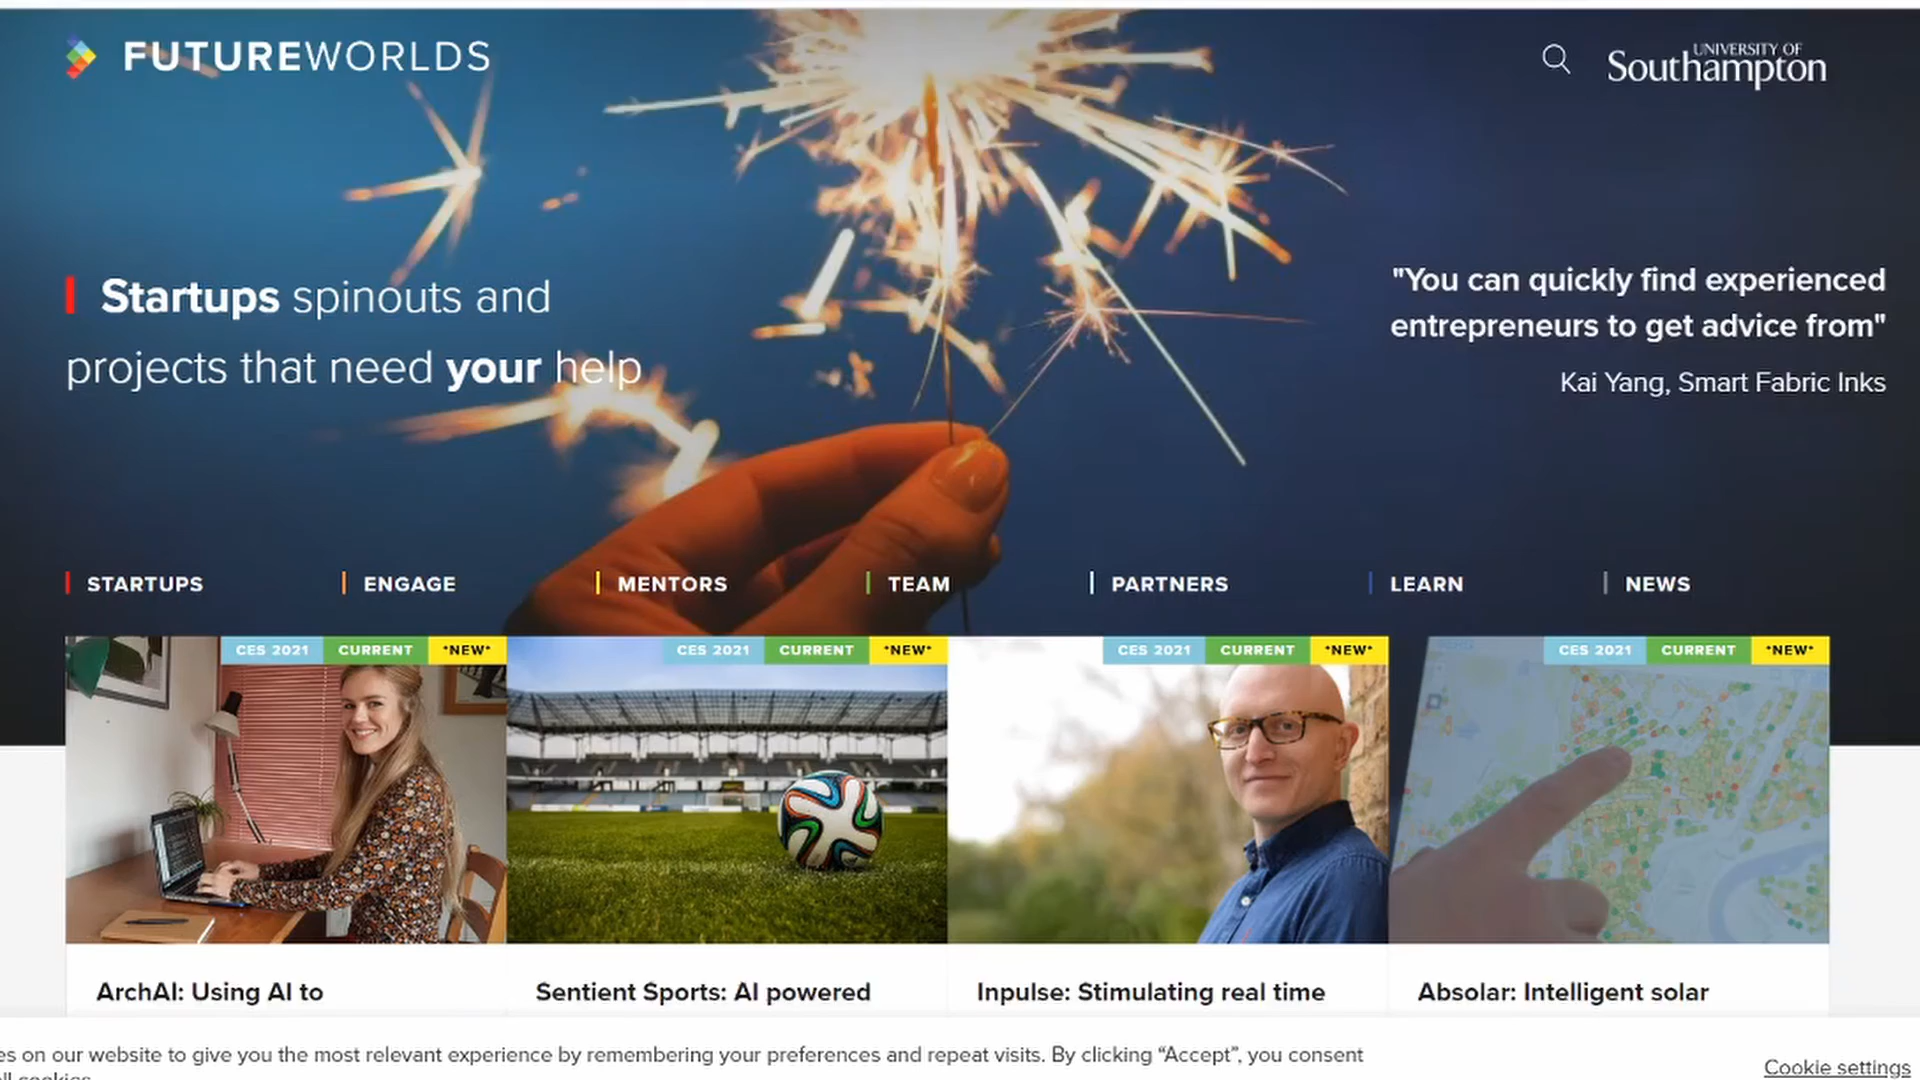 FUTUREWORLDS
UNIVERSITY OF
Southampton
Startups spinouts and
projects that need your help
"You can quickly find experienced
entrepreneurs to get advice from"
Kai Yang, Smart Fabric Inks
STARTUPS
ENGAGE
MENTORS
TEAM
PARTNERS
LEARN
NEWS
CES 2021 CURRENT *NEW*
CES 2021 CURRENT *NEW*
CES 2021 CURRENT *NEW*
CES 2021 CURRENT *NEW*
ArchAI: Using AI to
Sentient Sports: AI powered
Inpulse: Stimulating real time
Absolar: Intelligent solar
es on our website to give you the most relevant experience by remembering your preferences and repeat visits. By clicking “Accept”, you consent
Cookie settings